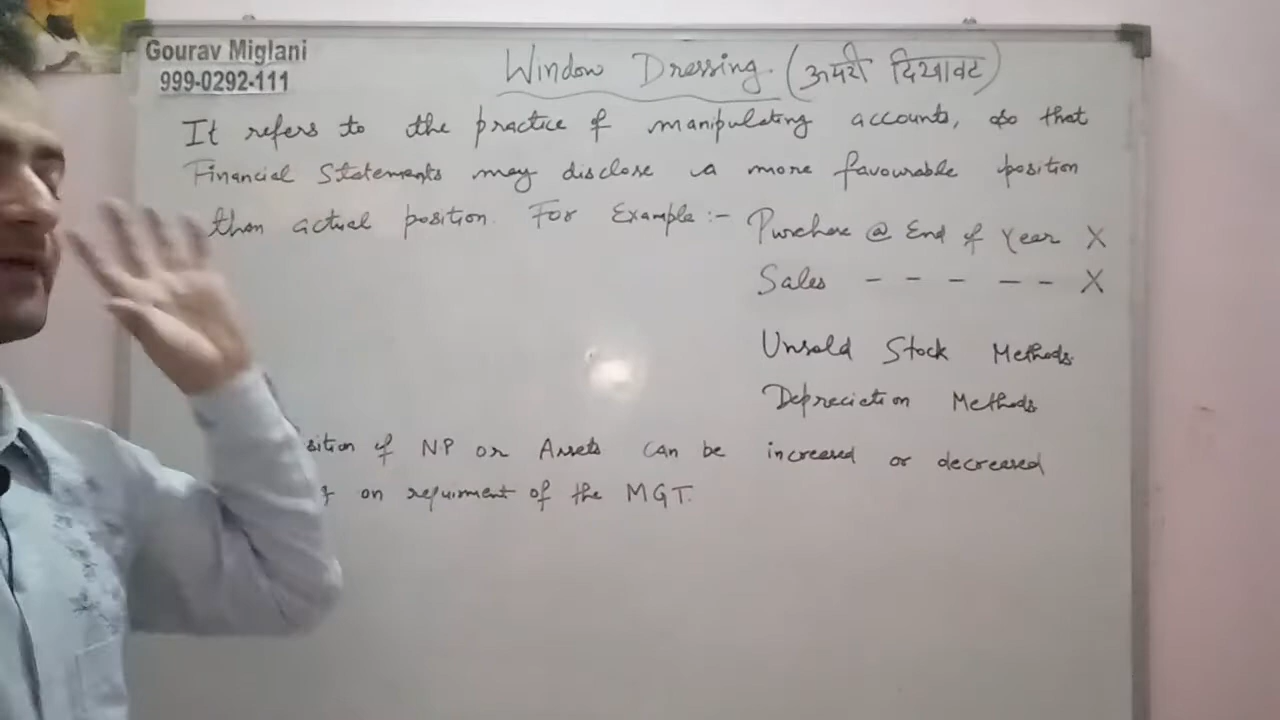 Gourav Miglani
999-0292-111
Window Dressing. (ऊपरी दिखावट)
It refers to the practice of manipulating accounts, so that
Financial Statements may disclose a more favourable position
than actual position. For Example :-
Purchase @ End of Year X
Sales - - - - - X
Unsold Stock Methods.
Depreciation Methods
of NP or Assets can be increased or decreased
on requirment of the MGT.